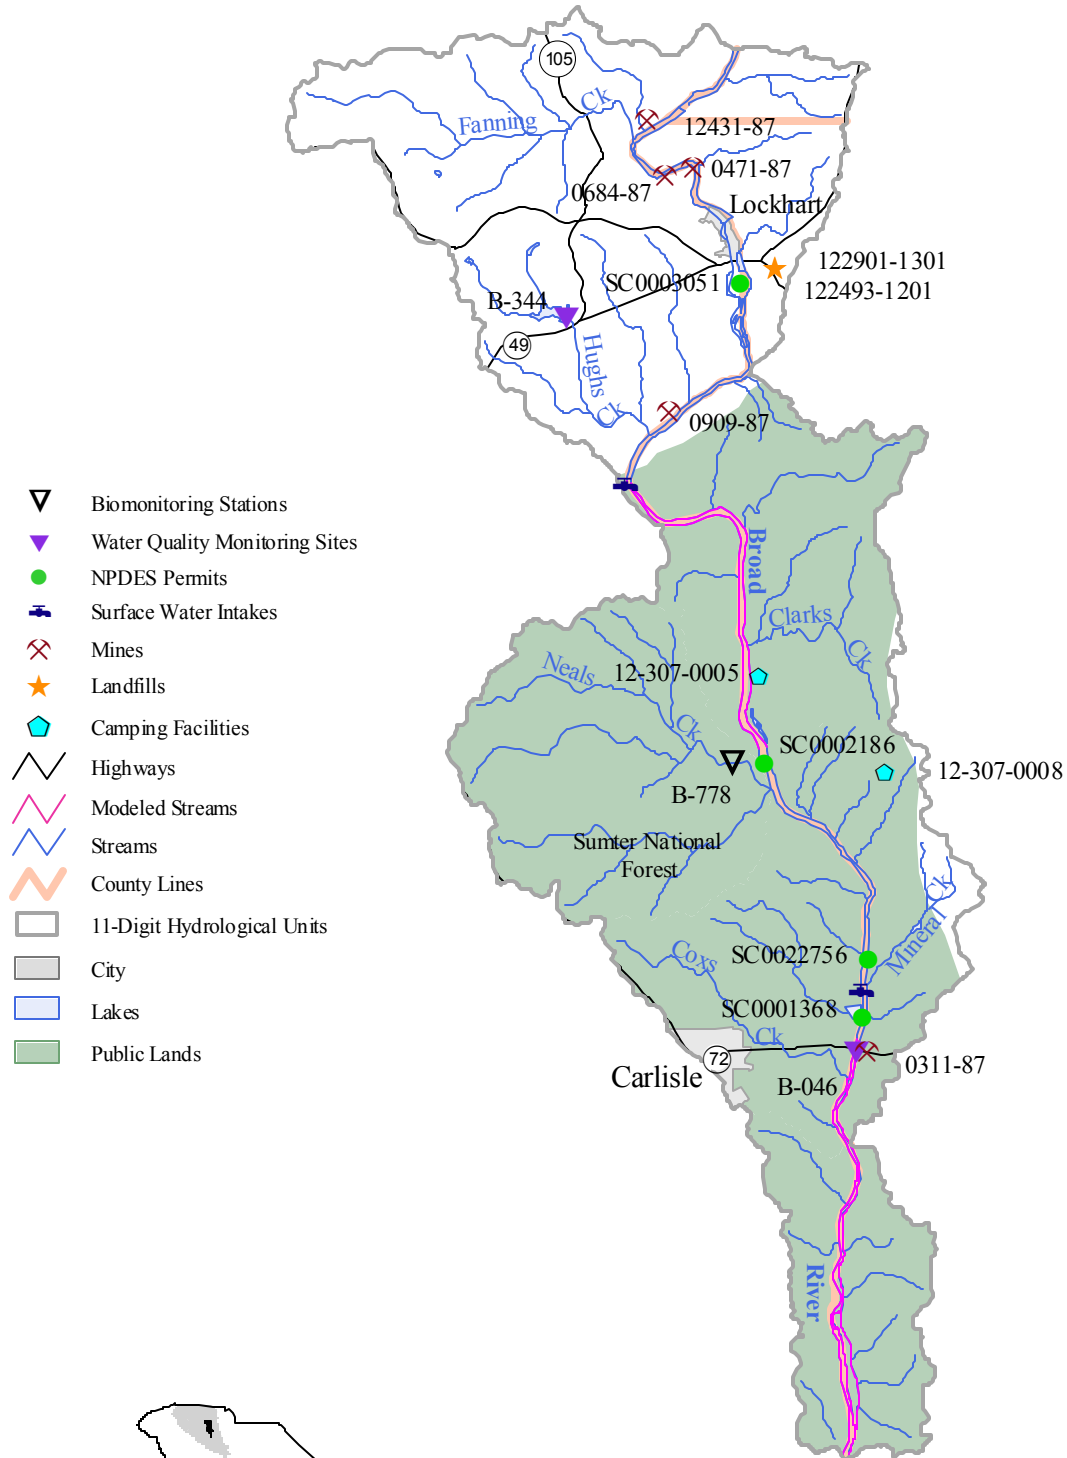 105
Ck
Fanning
12431-87
0471-87
0684-87
Lockhart
122901-1301
SC0003051
122493-1201
B-344
49
Hughs
Ck
0909-87
Biomonitoring Stations
Water Quality Monitoring Sites
NPDES Permits
Surface Water Intakes
Mines
Landfills
Camping Facilities
Highways
Modeled Streams
Streams
County Lines
11-Digit Hydrological Units
City
Lakes
Public Lands
Broad
Clarks
Ck
Neals
Ck
12-307-0005
SC0002186
12-307-0008
B-778
Sumter National
Forest
Ck
Mineral
Coxs
Ck
SC0022756
SC0001368
72
Carlisle
0311-87
B-046
River